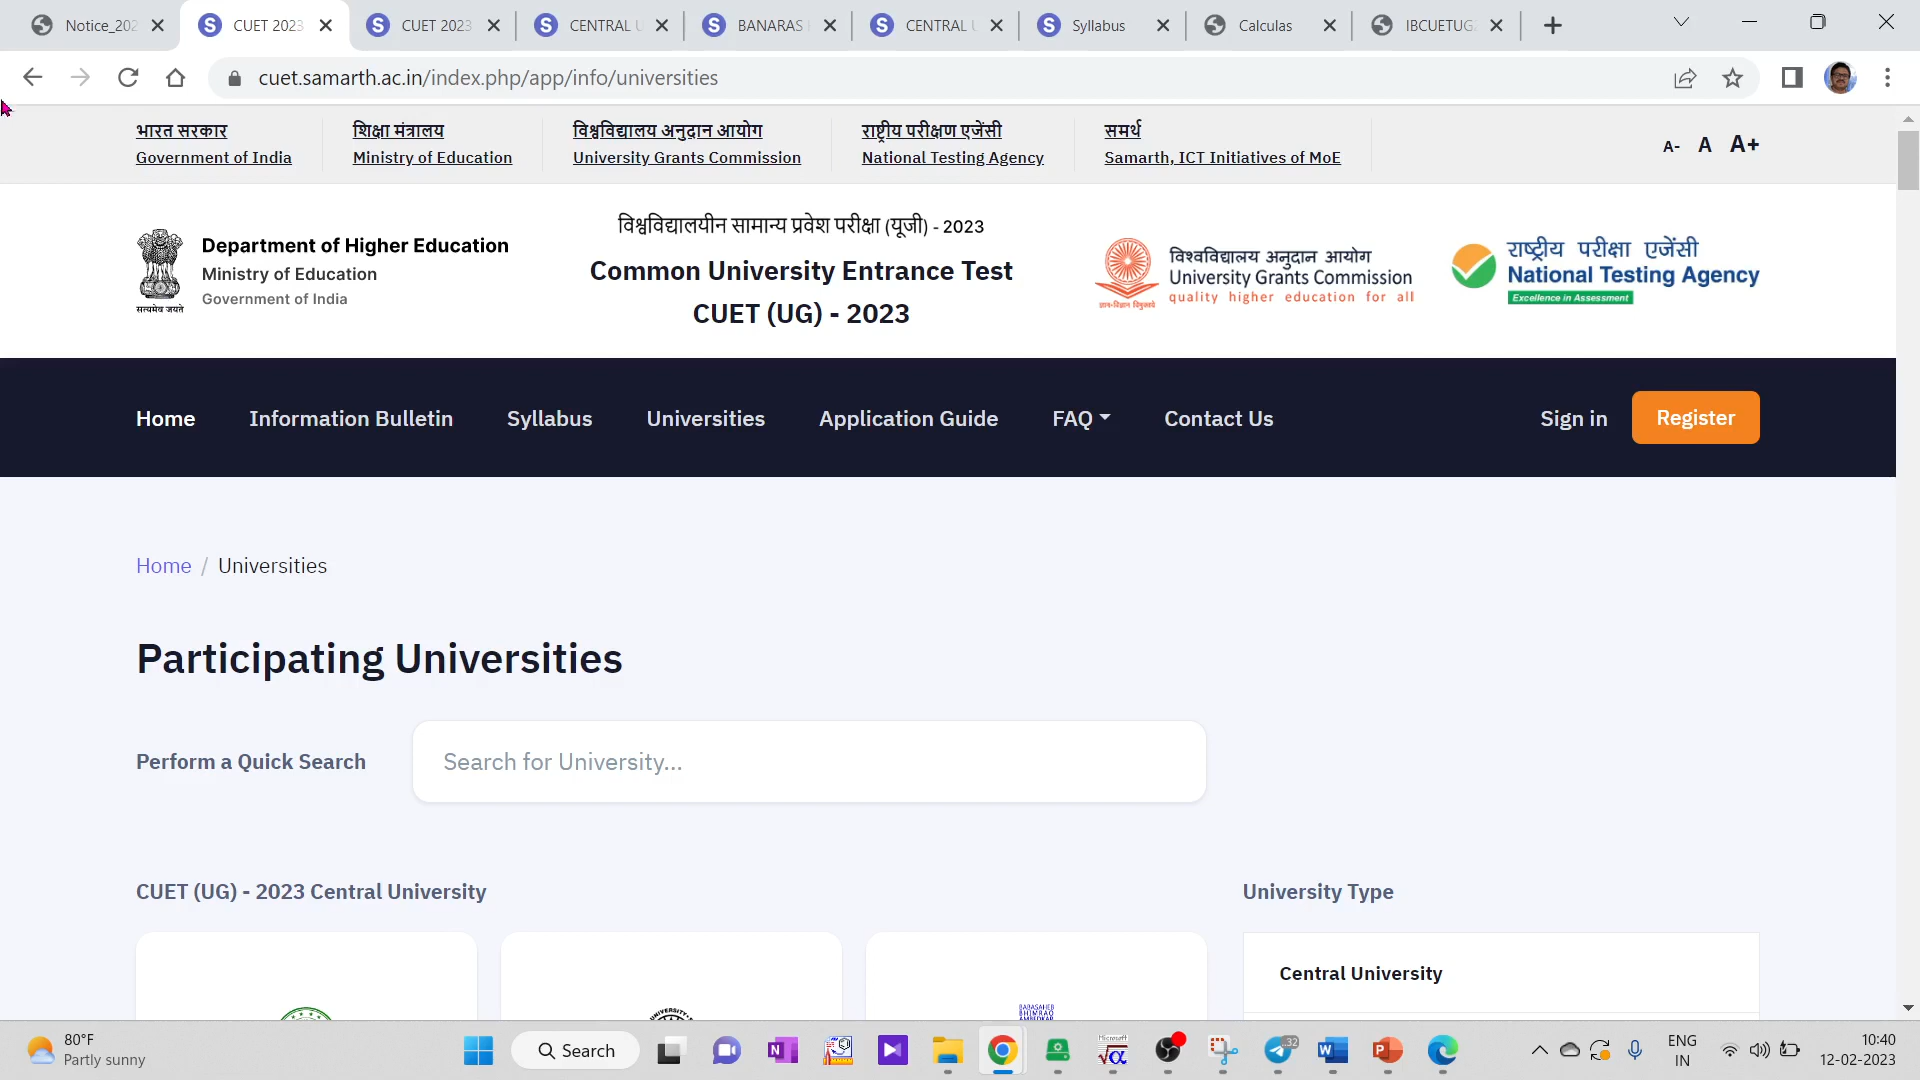 Notice_202
CUET 2023
CUET 2023
CENTRAL U
BANARAS H
CENTRAL U
Syllabus
Calculas
IBCUETUG
cuet.samarth.ac.in/index.php/app/info/universities
भारत सरकार
Government of India
शिक्षा मंत्रालय
Ministry of Education
विश्वविद्यालय अनुदान आयोग
University Grants Commission
राष्ट्रीय परीक्षण एजेंसी
National Testing Agency
समर्थ
Samarth, ICT Initiatives of MoE
A- A A+
सत्यमेव जयते
Department of Higher Education
Ministry of Education
Government of India
विश्वविद्यालयीन सामान्य प्रवेश परीक्षा (यूजी) - 2023
Common University Entrance Test
CUET (UG) - 2023
ज्ञान-विज्ञान विमुक्तये
विश्वविद्यालय अनुदान आयोग
University Grants Commission
quality higher education for all
राष्ट्रीय परीक्षा एजेंसी
National Testing Agency
Excellence in Assessment
Home Information Bulletin Syllabus Universities Application Guide FAQ Contact Us Sign in Register
Home / Universities
Participating Universities
Perform a Quick Search
Search for University...
CUET (UG) - 2023 Central University
University Type
BABASAHEB
BHIMRAO
AMBEDKAR
Central University
80°F
Partly sunny
Search
Microsoft
32
ENG
IN
10:40
12-02-2023